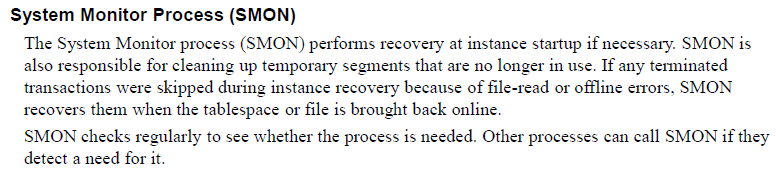 System Monitor Process (SMON)
The System Monitor process (SMON) performs recovery at instance startup if necessary. SMON is
also responsible for cleaning up temporary segments that are no longer in use. If any terminated
transactions were skipped during instance recovery because of file-read or offline errors, SMON
recovers them when the tablespace or file is brought back online.
SMON checks regularly to see whether the process is needed. Other processes can call SMON if they
detect a need for it.